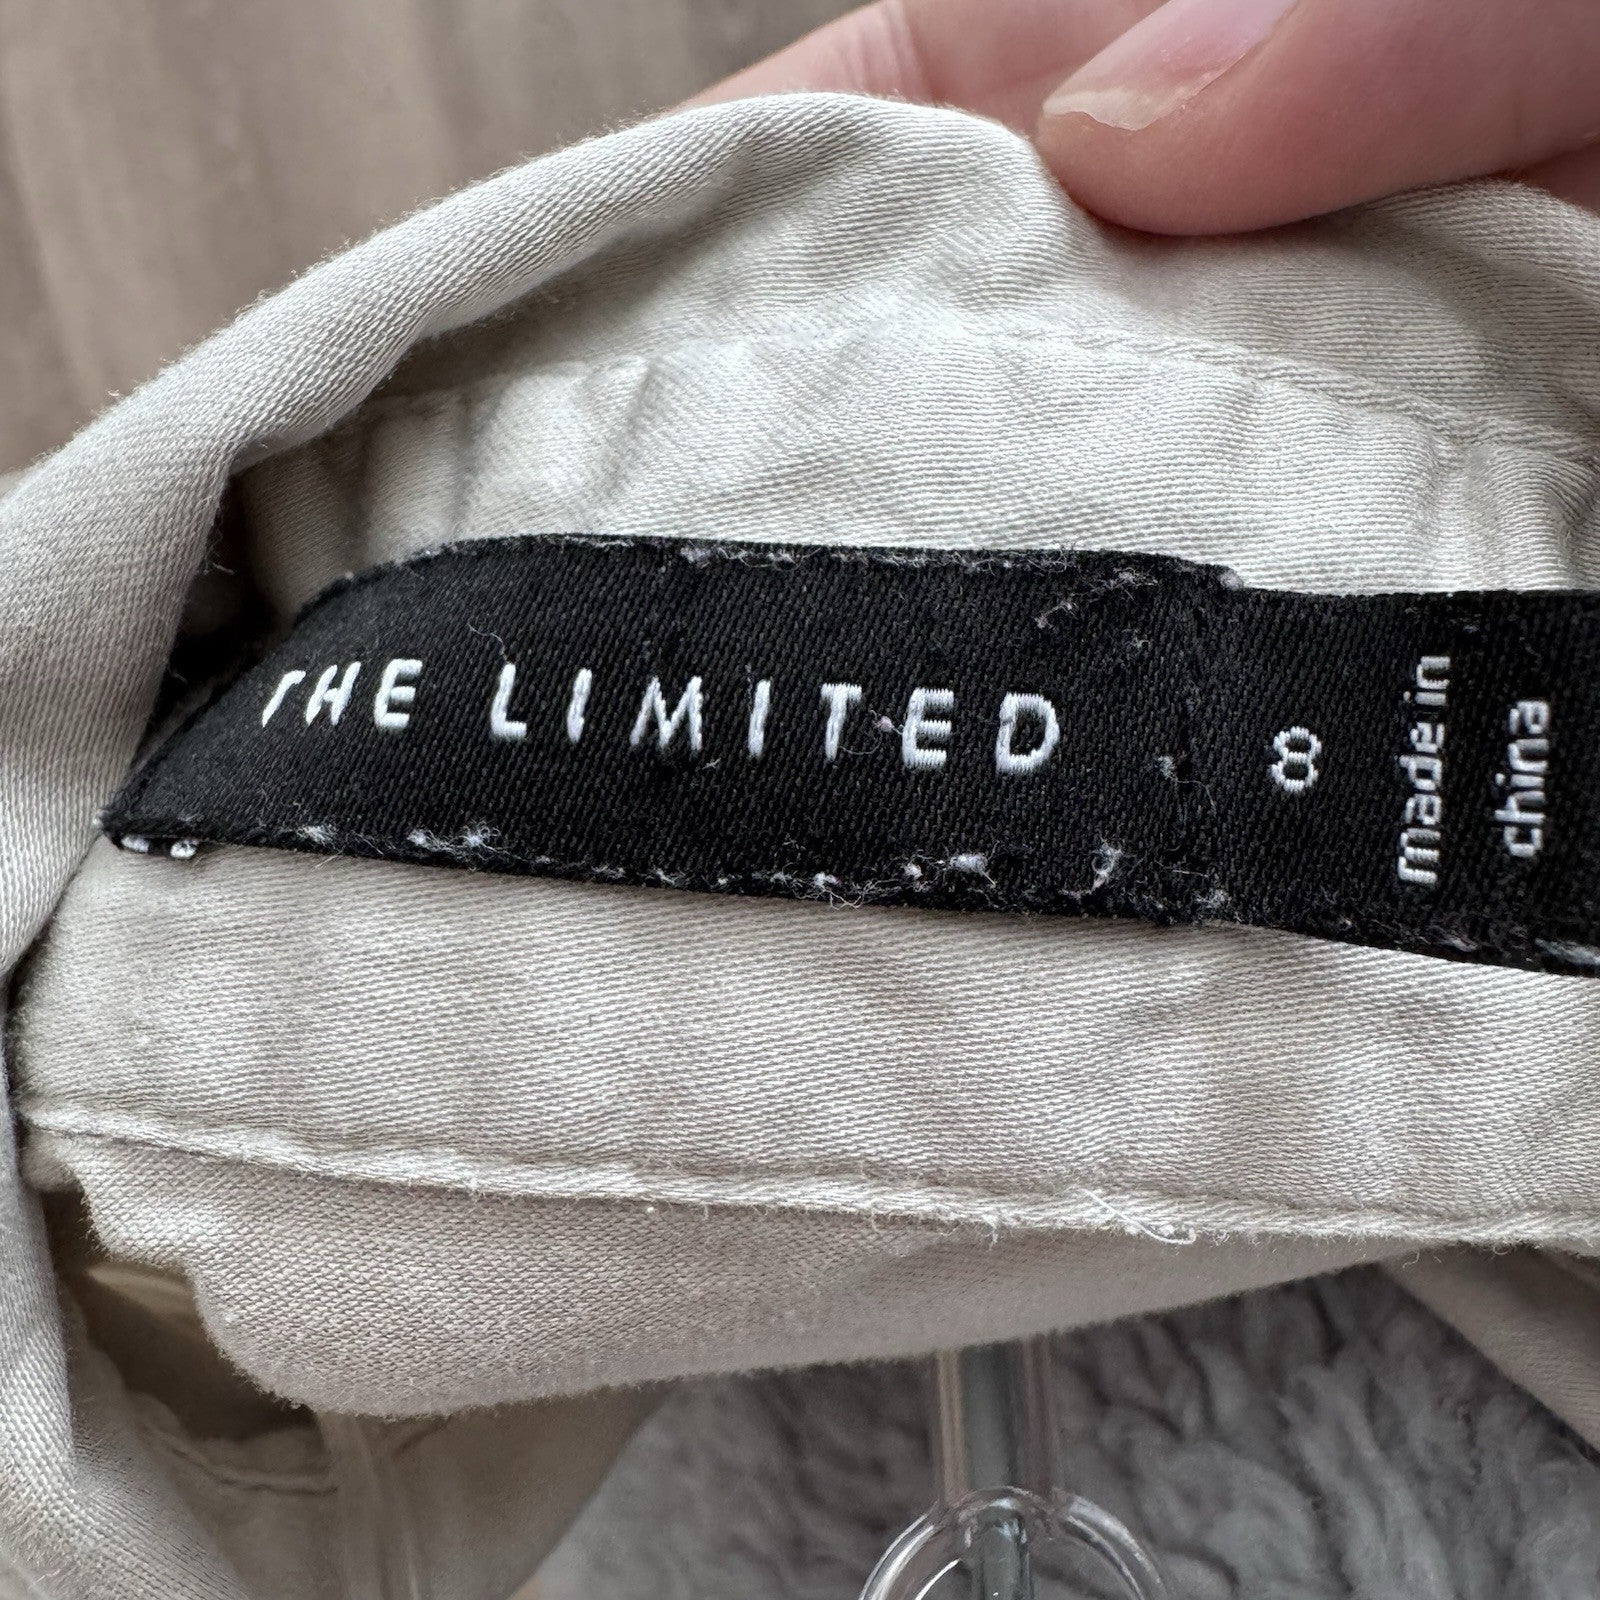 THE LIMITED
8
made in
china